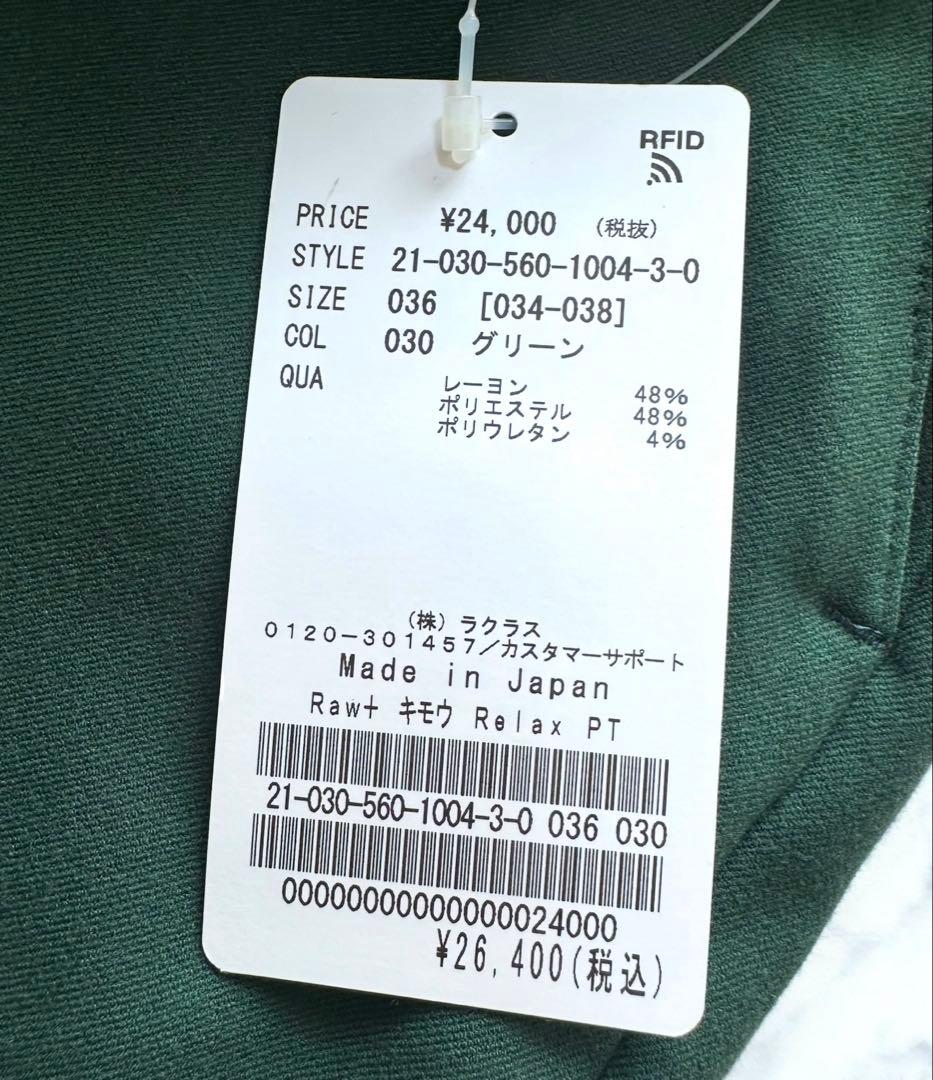 RFID
PRICE ¥24,000 (税抜)
STYLE 21-030-560-1004-3-0
SIZE 036 [034-038]
COL 030 グリーン
QUA レーヨン 48%
ポリエステル 48%
ポリウレタン 4%
(株)ラクラス
0120-301457/カスタマーサポート
Made in Japan
Raw+ キモウ Relax PT
21-030-560-1004-3-0 036 030
0000000000000024000
¥26,400(税込)